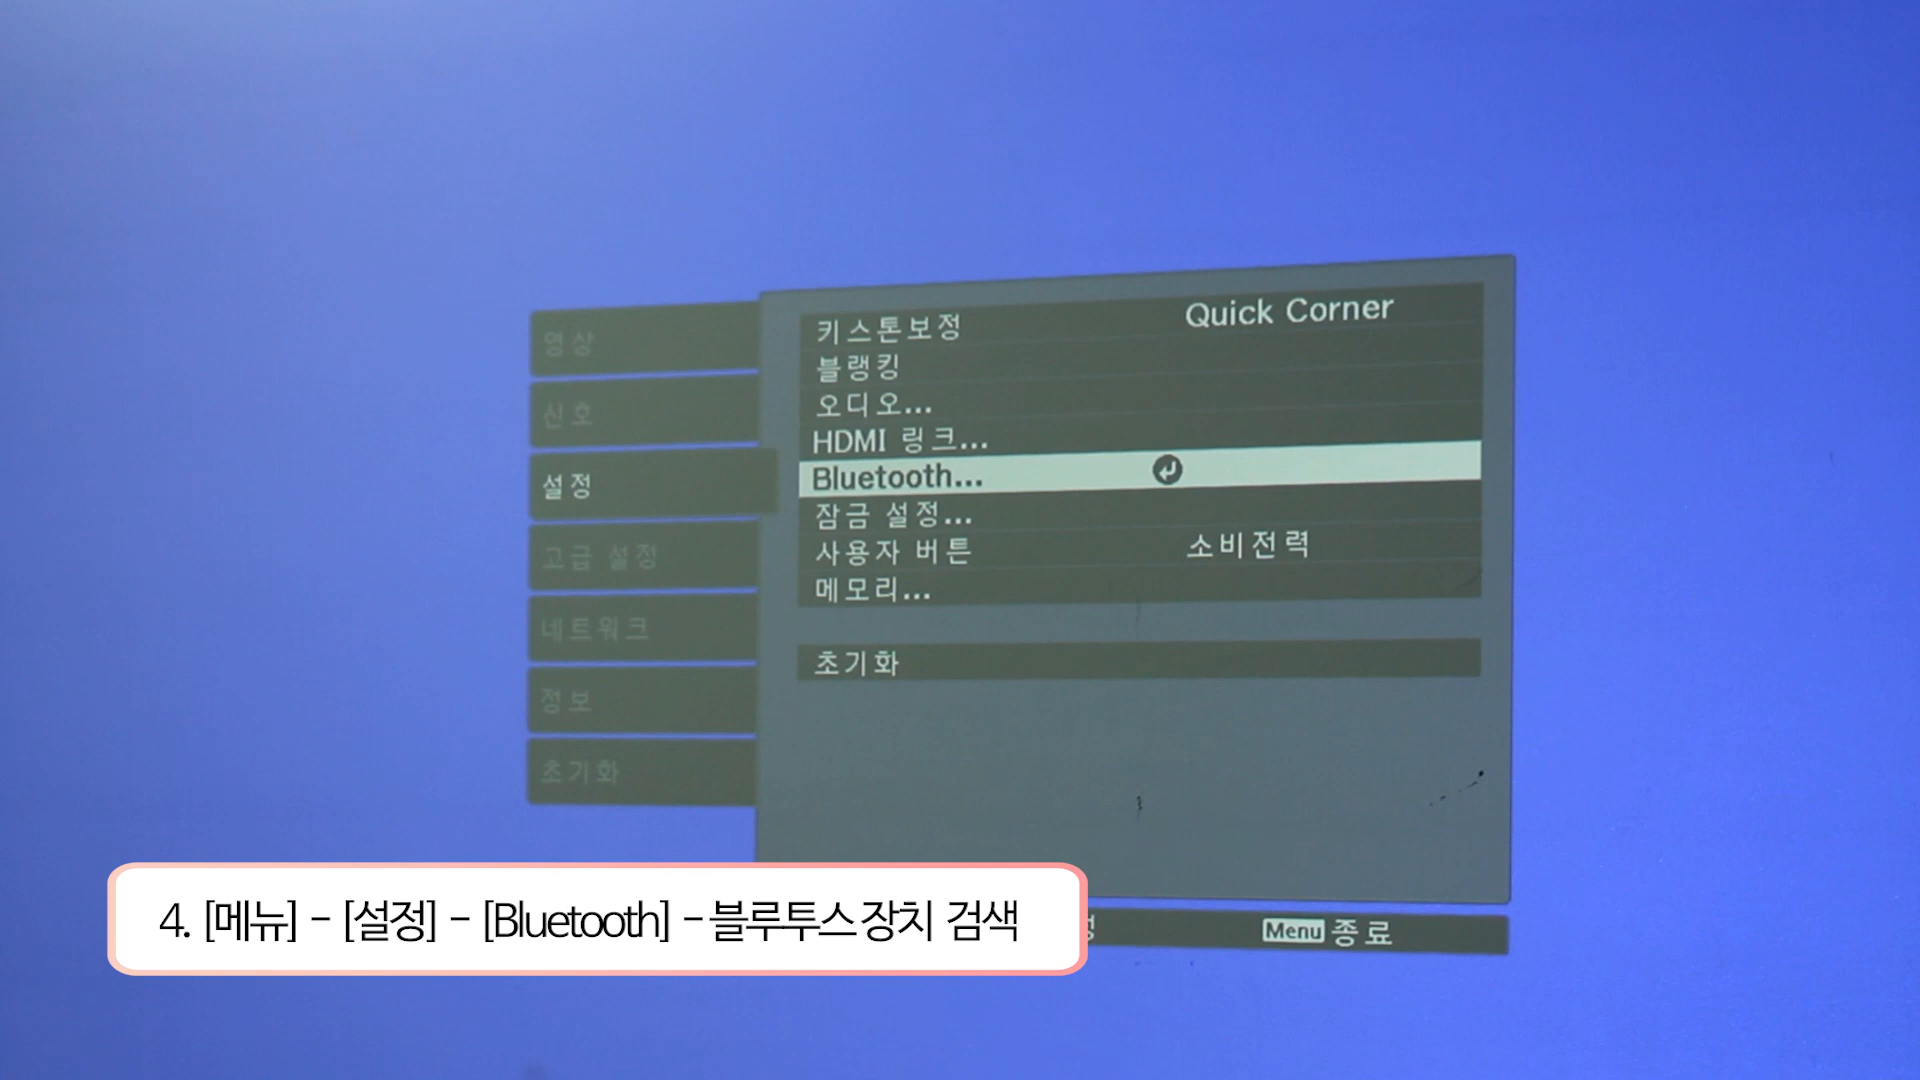 영상
신호
설정
고급 설정
네트워크
정보
초기화
키스톤보정 Quick Corner
블랭킹
오디오...
HDMI 링크...
Bluetooth...
잠금 설정...
사용자 버튼 소비전력
메모리...
초기화
Menu 종료
4. [메뉴] - [설정] - [Bluetooth] - 블루투스 장치 검색